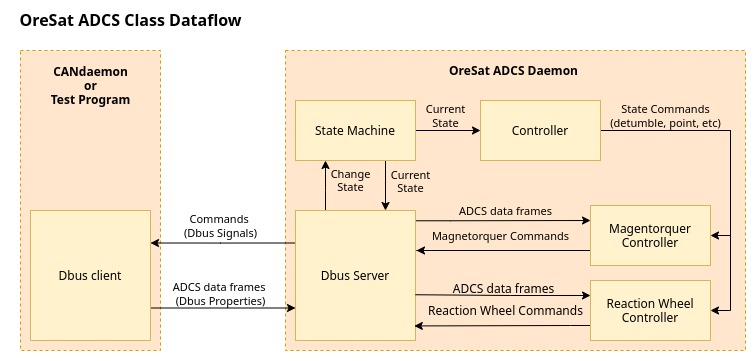 OreSat ADCS Class Dataflow
CANdaemon
or
Test Program
OreSat ADCS Daemon
State Machine
Current
State
Controller
State Commands
(detumble, point, etc)
Change
State
Current
State
Dbus client
Commands
(Dbus Signals)
ADCS data frames
(Dbus Properties)
Dbus Server
ADCS data frames
Magnetorquer Commands
Magentorquer
Controller
ADCS data frames
Reaction Wheel Commands
Reaction Wheel
Controller